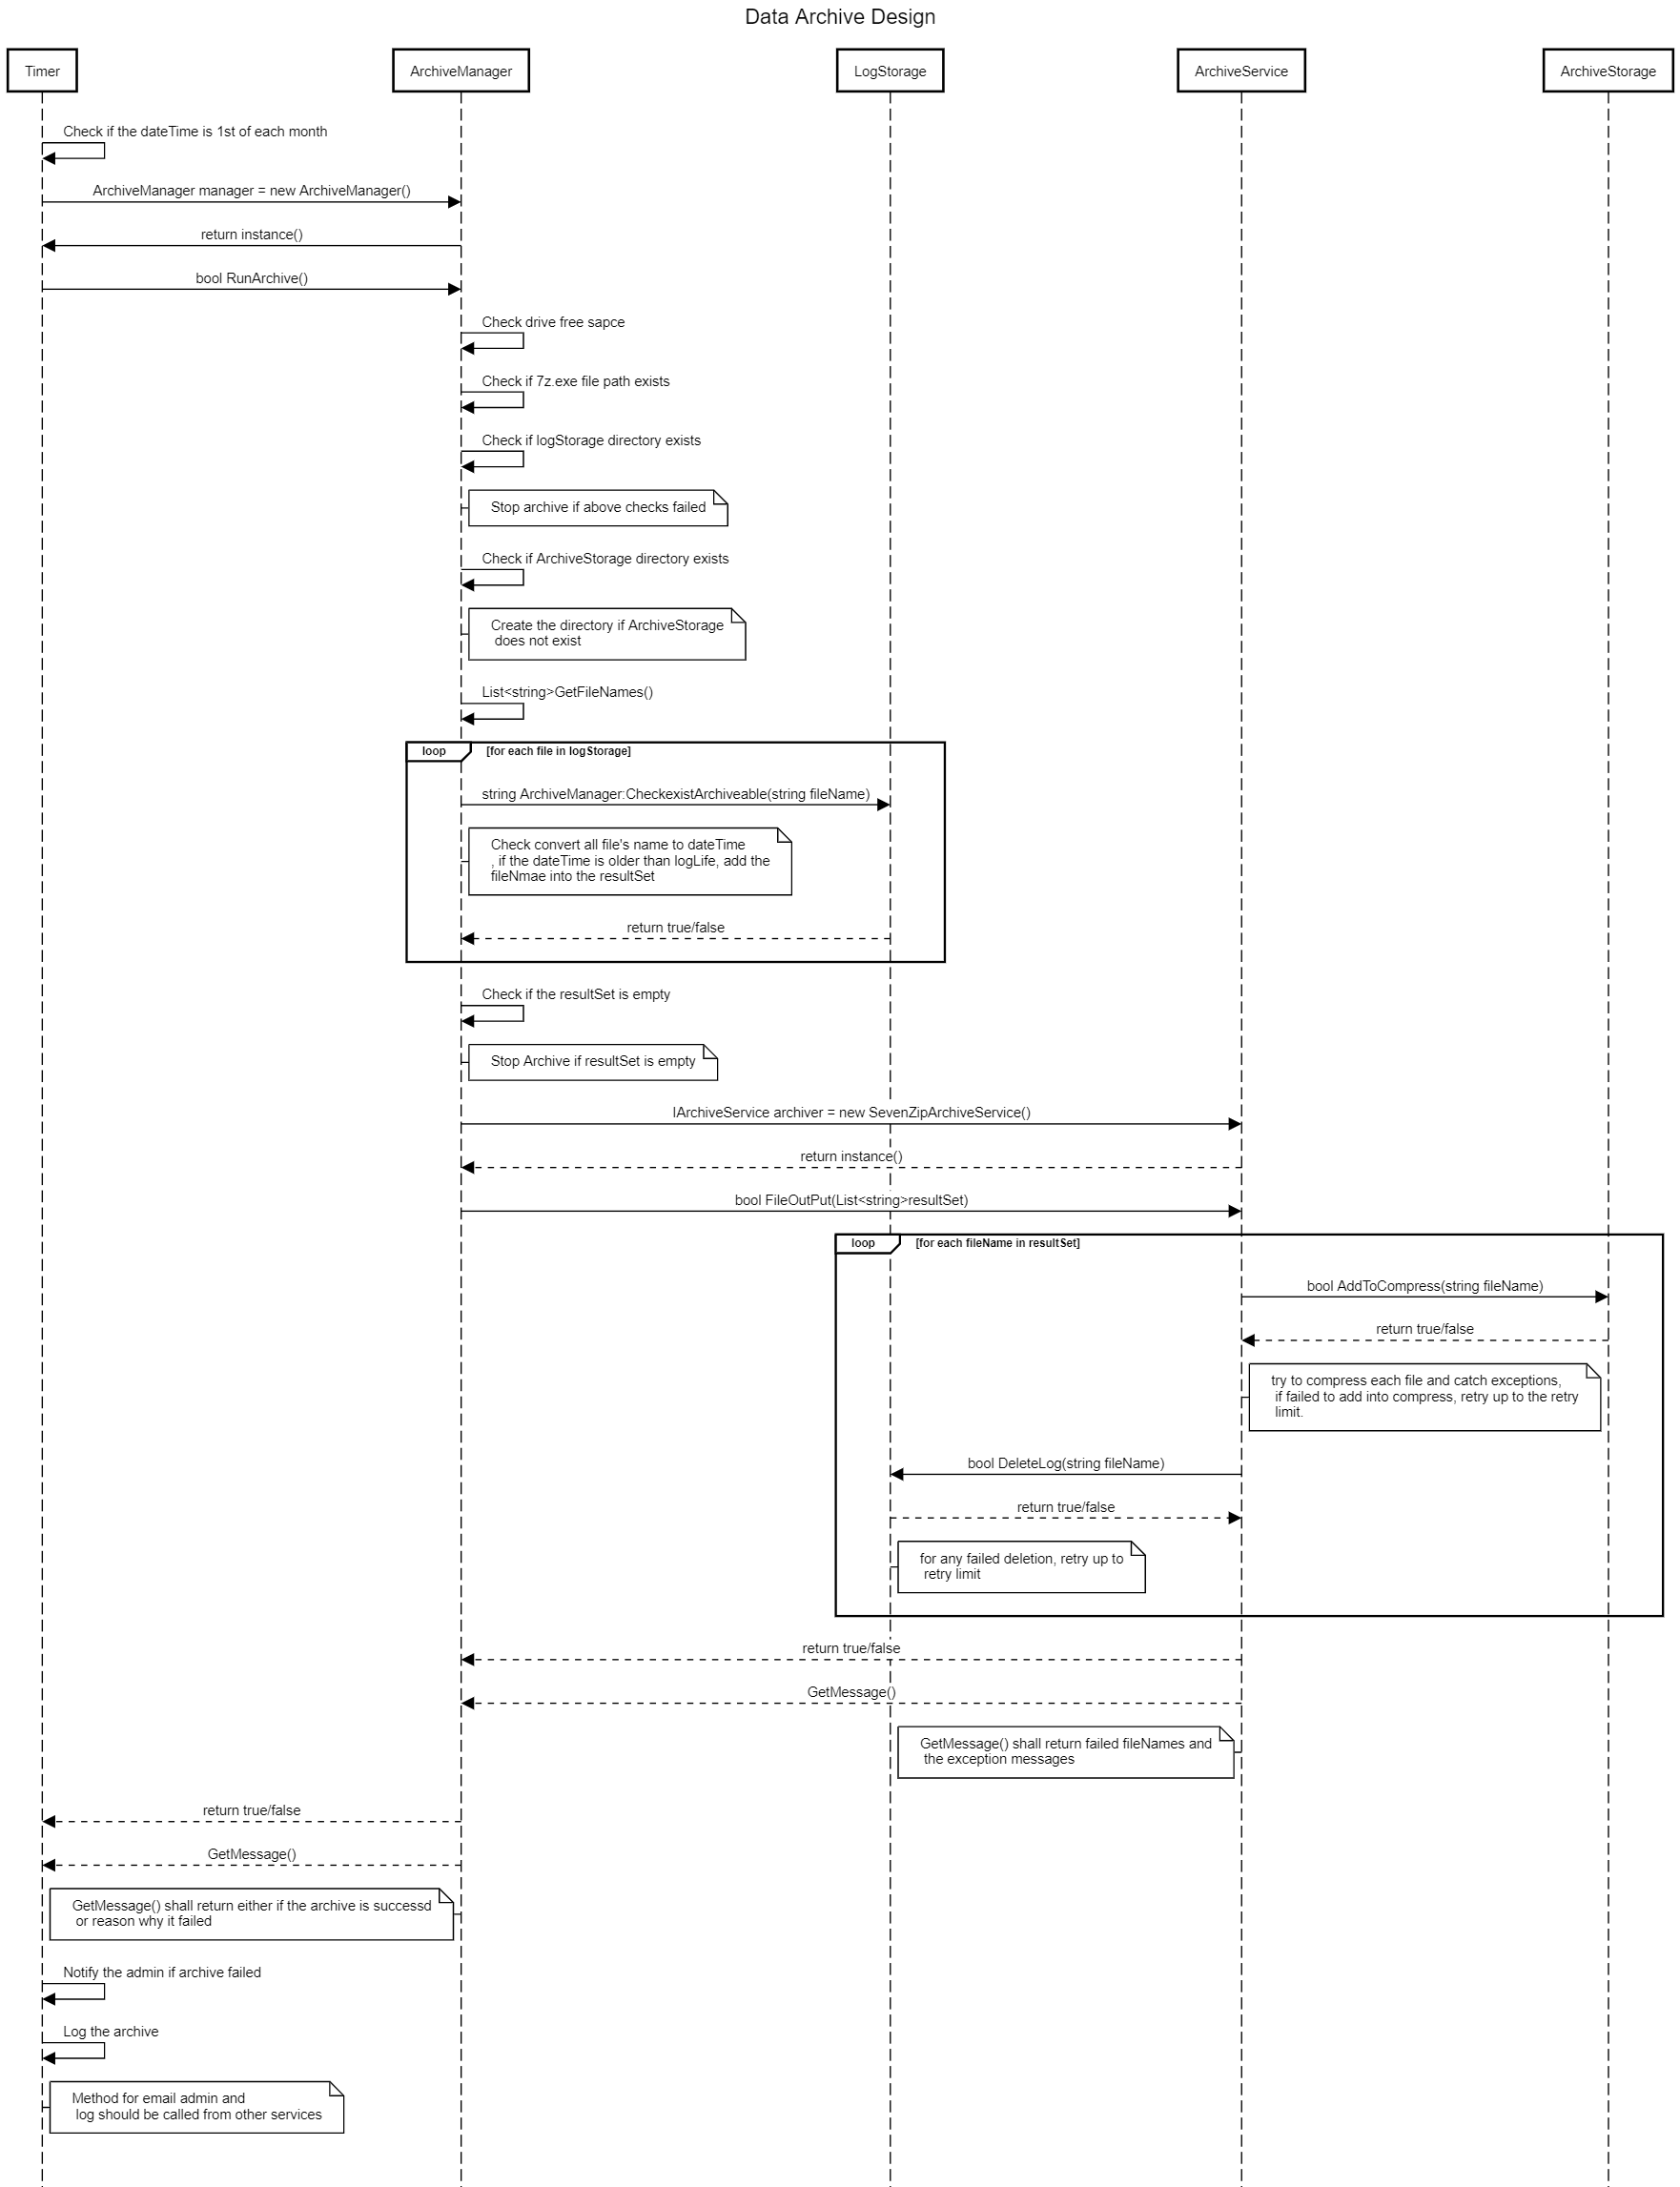 Data Archive Design
Timer
ArchiveManager
LogStorage
ArchiveService
ArchiveStorage
Check if the dateTime is 1st of each month
ArchiveManager manager = new ArchiveManager()
return instance()
bool RunArchive()
Check drive free sapce
Check if 7z.exe file path exists
Check if logStorage directory exists
Stop archive if above checks failed
Check if ArchiveStorage directory exists
Create the directory if ArchiveStorage
does not exist
List<string>GetFileNames()
loop
[for each file in logStorage]
string ArchiveManager:CheckexistArchiveable(string fileName)
Check convert all file's name to dateTime
, if the dateTime is older than logLife, add the
fileNmae into the resultSet
return true/false
Check if the resultSet is empty
Stop Archive if resultSet is empty
IArchiveService archiver = new SevenZipArchiveService()
return instance()
bool FileOutPut(List<string>resultSet)
loop
[for each fileName in resultSet]
bool AddToCompress(string fileName)
return true/false
try to compress each file and catch exceptions,
if failed to add into compress, retry up to the retry
limit.
bool DeleteLog(string fileName)
return true/false
for any failed deletion, retry up to
retry limit
return true/false
GetMessage()
GetMessage() shall return failed fileNames and
the exception messages
return true/false
GetMessage()
GetMessage() shall return either if the archive is successd
or reason why it failed
Notify the admin if archive failed
Log the archive
Method for email admin and
log should be called from other services